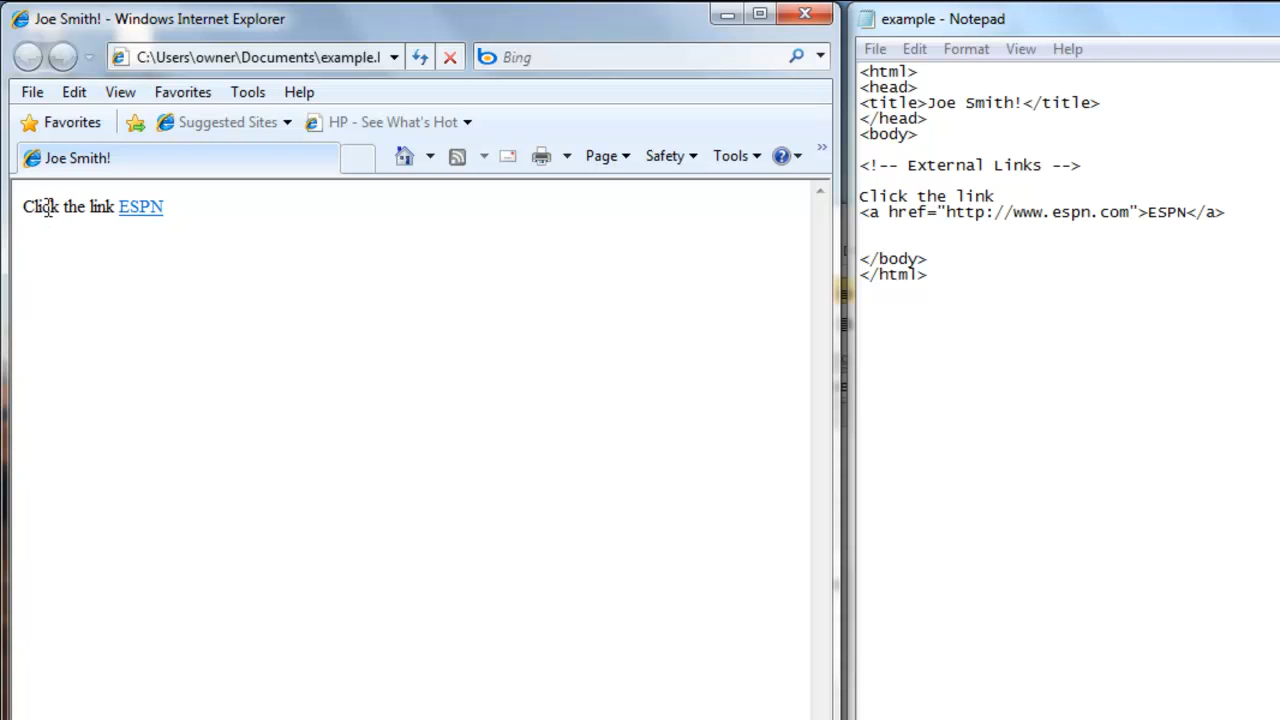 Joe Smith! - Windows Internet Explorer
C:\Users\owner\Documents\example.l
Bing
File Edit View Favorites Tools Help
Favorites Suggested Sites HP - See What's Hot
Joe Smith!
Page Safety Tools »
Click the link ESPN
example - Notepad
File Edit Format View Help
<html>
<head>
<title>Joe Smith!</title>
</head>
<body>
<!-- External Links -->
Click the link
<a href="http://www.espn.com">ESPN</a>
</body>
</html>